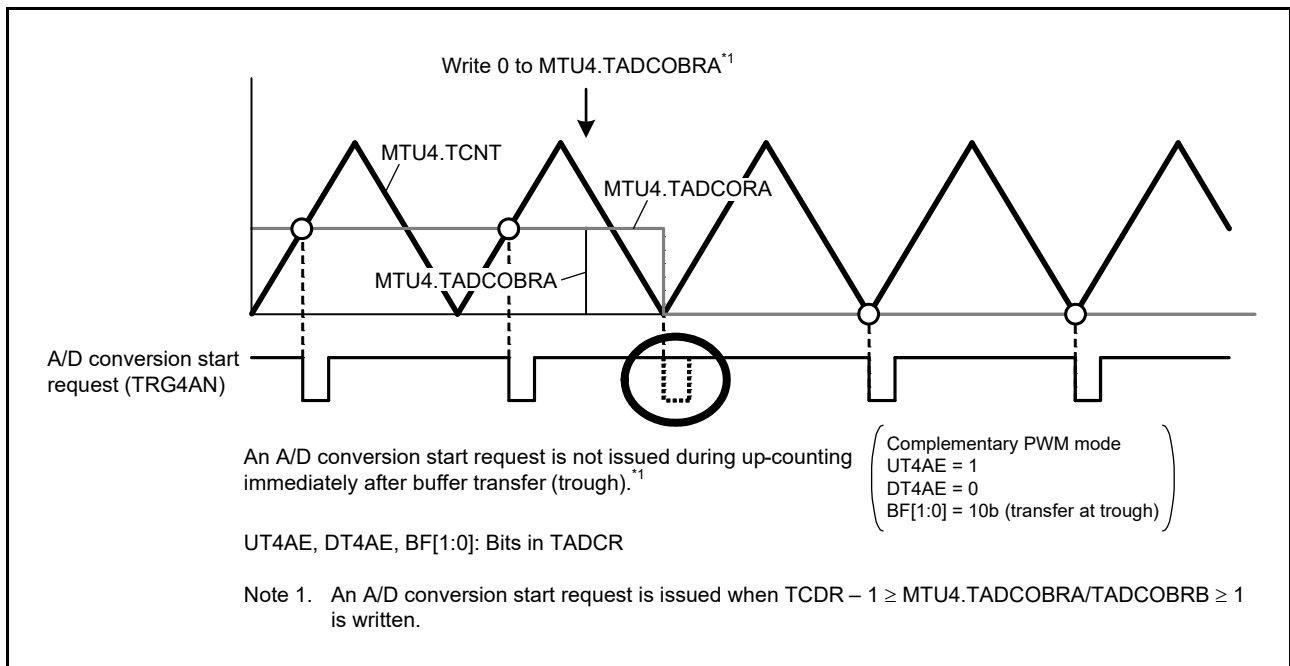 Write 0 to MTU4.TADCOBRA*1
MTU4.TCNT
MTU4.TADCORA
MTU4.TADCOBRA
A/D conversion start
request (TRG4AN)
An A/D conversion start request is not issued during up-counting
immediately after buffer transfer (trough).*1
Complementary PWM mode
UT4AE = 1
DT4AE = 0
BF[1:0] = 10b (transfer at trough)
UT4AE, DT4AE, BF[1:0]: Bits in TADCR
Note 1. An A/D conversion start request is issued when TCDR – 1 ≥ MTU4.TADCOBRA/TADCOBRB ≥ 1
is written.